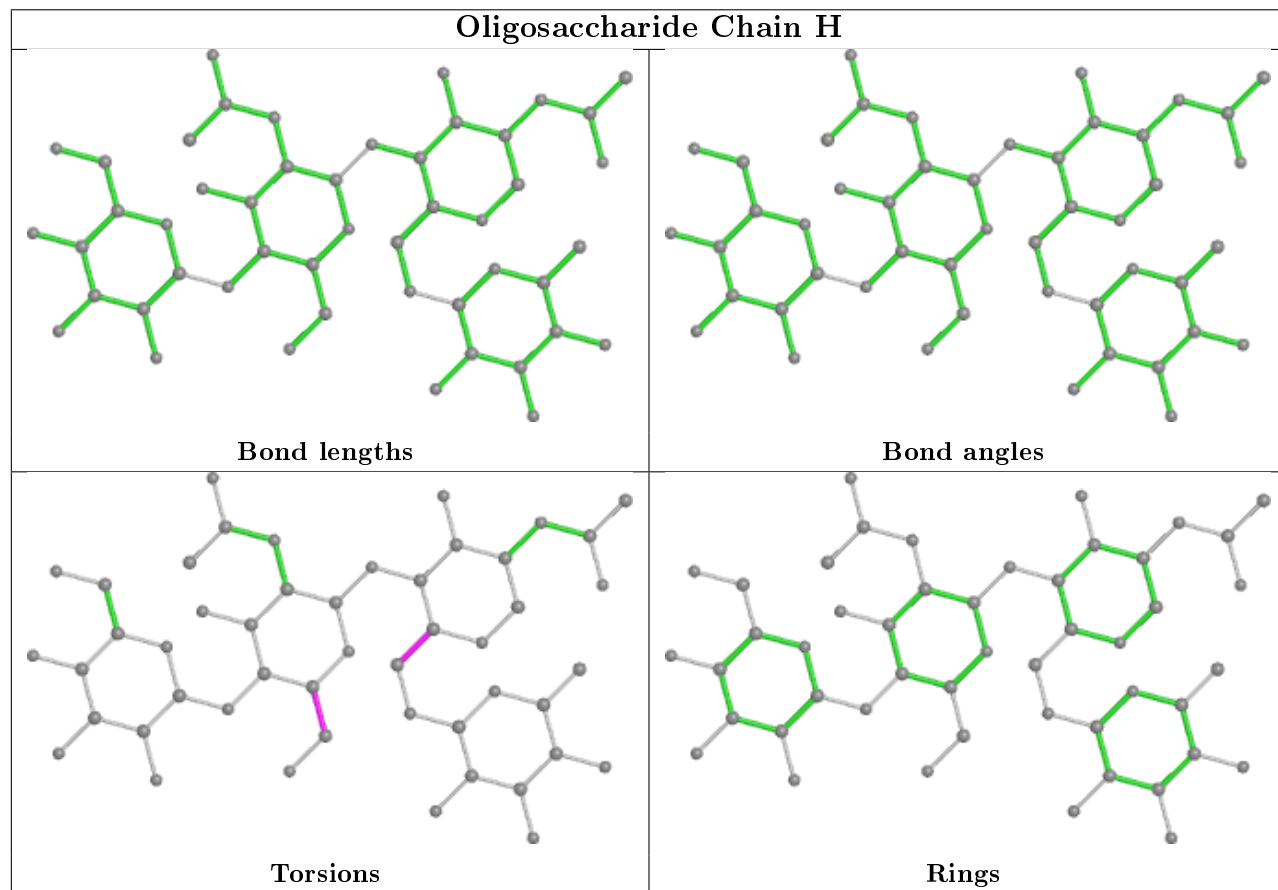 Oligosaccharide Chain H
Bond lengths
Bond angles
Torsions
Rings